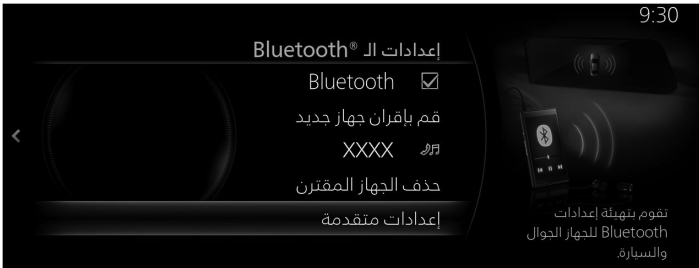 9:30
إعدادات الـ Bluetooth®
Bluetooth
قم بإقران جهاز جديد
XXXX
حذف الجهاز المقترن
إعدادات متقدمة
تقوم بتهيئة إعدادات
Bluetooth للجهاز الجوال
والسيارة.